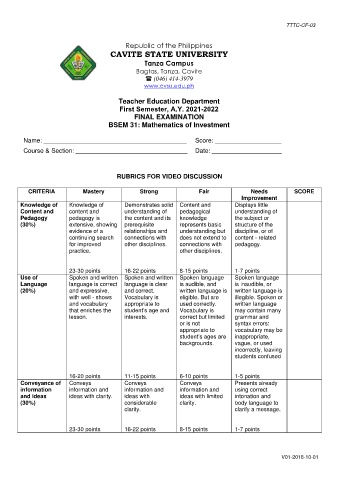 TTTC-CF-03
Republic of the Philippines
CAVITE STATE UNIVERSITY
Tanza Campus
Bagtas, Tanza, Cavite
☎ (046) 414-3979
www.cvsu.edu.ph
Teacher Education Department
First Semester, A.Y. 2021-2022
FINAL EXAMINATION
BSEM 31: Mathematics of Investment
Name: Score:
Course & Section: Date:
RUBRICS FOR VIDEO DISCUSSION
CRITERIA Mastery Strong Fair Needs Improvement SCORE
Knowledge of
Content and
Pedagogy
(30%)
Knowledge of
content and
pedagogy is
extensive, showing
evidence of a
continuing search
for improved
practice.
23-30 points
Demonstrates solid
understanding of
the content and its
prerequisite
relationships and
connections with
other disciplines.
16-22 points
Content and
pedagogical
knowledge
represents basic
understanding but
does not extend to
connections with
other disciplines.
8-15 points
Displays little
understanding of
the subject or
structure of the
discipline, or of
content - related
pedagogy.
1-7 points
Use of
Language
(20%)
Spoken and written
language is correct
and expressive,
with well - shows
and vocabulary
that enriches the
lesson.
16-20 points
Spoken and written
language is clear
and correct.
Vocabulary is
appropriate to
student's age and
interests.
11-15 points
Spoken language
is audible, and
written language is
eligible. But are
used correctly.
Vocabulary is
correct but limited
or is not
appropriate to
student's ages are
backgrounds
6-10 points
Spoken language
is inaudible, or
written language is
illegible. Spoken or
written language
may contain many
grammar and
syntax errors;
vocabulary may be
inappropriate,
vague, or used
incorrectly, leaving
students confused
1-5 points
Conveyance of
information
and ideas
(30%)
Conveys
information and
ideas with clarity.
23-30 points
Conveys
information and
ideas with
considerable
clarity.
16-22 points
Conveys
information and
ideas with limited
clarity.
8-15 points
Presents already
using correct
intonation and
body language to
clarify a message.
1-7 points
V01-2018-10-01